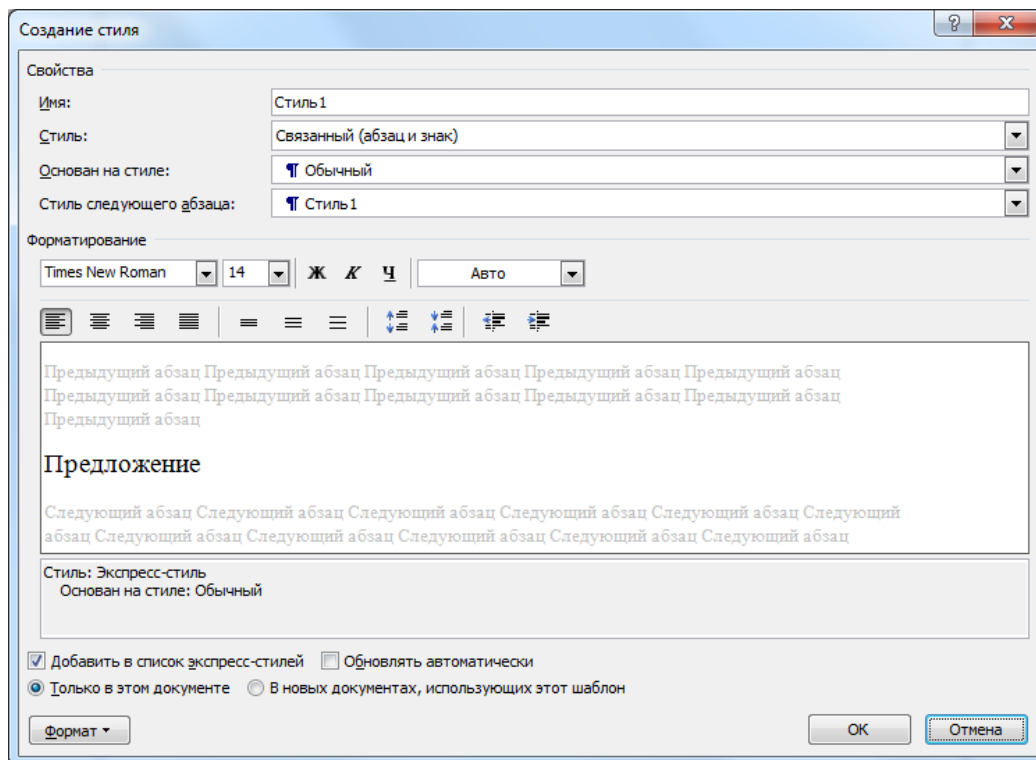 Создание стиля
Свойства
Имя: Стиль1
Стиль: Связанный (абзац и знак)
Основан на стиле: ¶ Обычный
Стиль следующего абзаца: ¶ Стиль1
Форматирование
Times New Roman 14 Ж К Ч Авто
Предыдущий абзац Предыдущий абзац Предыдущий абзац Предыдущий абзац Предыдущий абзац
Предыдущий абзац Предыдущий абзац Предыдущий абзац Предыдущий абзац Предыдущий абзац
Предыдущий абзац
Предложение
Следующий абзац Следующий абзац Следующий абзац Следующий абзац Следующий абзац Следующий
абзац Следующий абзац Следующий абзац Следующий абзац Следующий абзац Следующий абзац
Стиль: Экспресс-стиль
Основан на стиле: Обычный
Добавить в список экспресс-стилей Обновлять автоматически
Только в этом документе В новых документах, использующих этот шаблон
Формат ОК Отмена